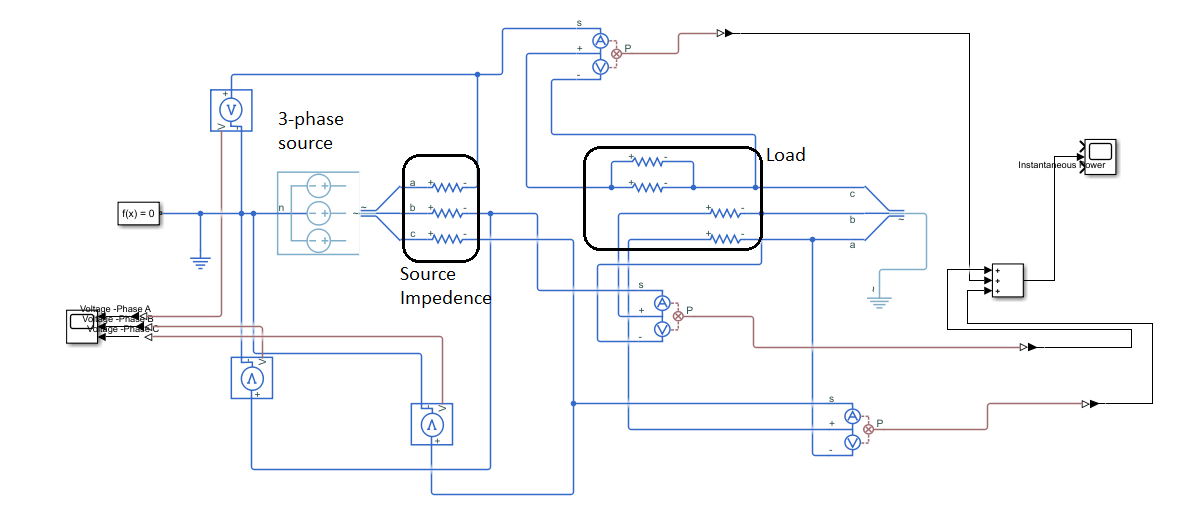 s
+
-
P
+
V
V
A
V
3-phase
source
Load
+ -
Instantaneous Power
a + -
+ -
c
n
b + -
+ -
b
f(x) = 0
~
~
~
c + -
+ -
a
Source
Impedence
+
+
+
s
+
-
A
V
P
~
Voltage -Phase A
Voltage -Phase B
Voltage -Phase C
V
V
+
V
V
+
s
+
-
A
V
P